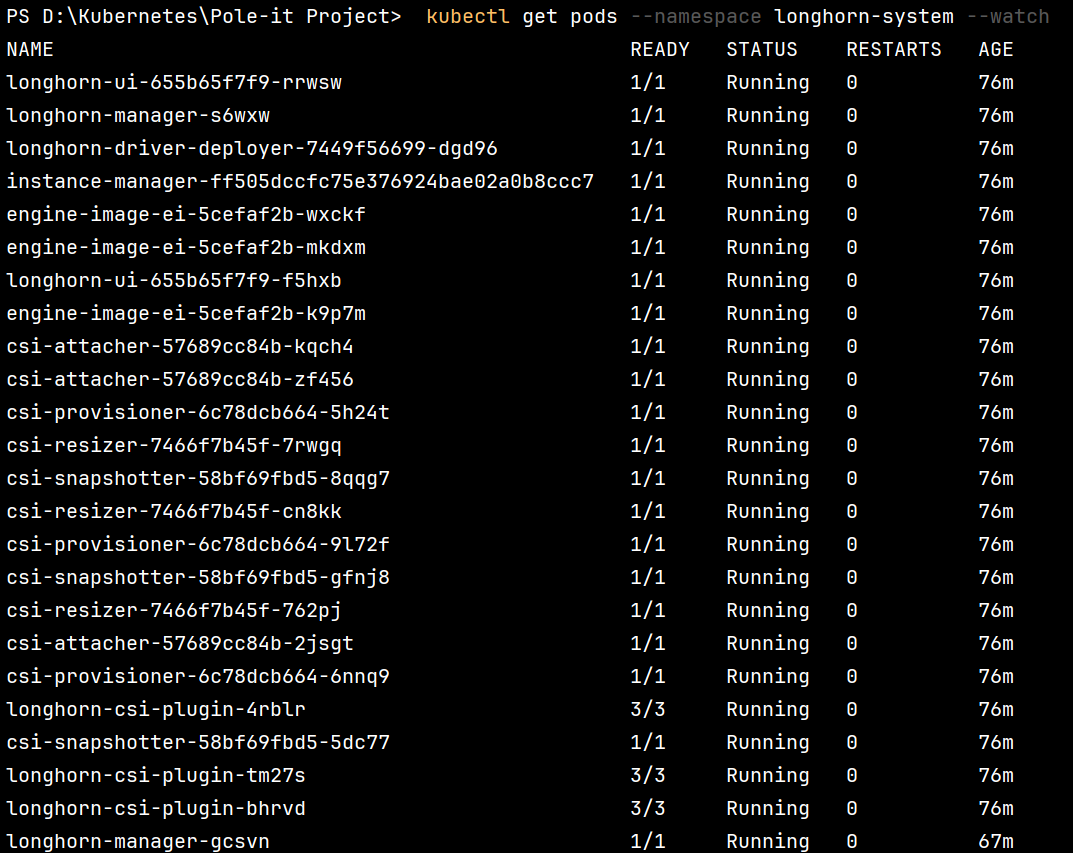 PS D:\Kubernetes\Pole-it Project>  kubectl get pods --namespace longhorn-system --watch
NAME READY STATUS RESTARTS AGE
longhorn-ui-655b65f7f9-rrwsw 1/1 Running 0 76m
longhorn-manager-s6wxw 1/1 Running 0 76m
longhorn-driver-deployer-7449f56699-dgd96 1/1 Running 0 76m
instance-manager-ff505dccfc75e376924bae02a0b8ccc7 1/1 Running 0 76m
engine-image-ei-5cefaf2b-wxckf 1/1 Running 0 76m
engine-image-ei-5cefaf2b-mkdxm 1/1 Running 0 76m
longhorn-ui-655b65f7f9-f5hxb 1/1 Running 0 76m
engine-image-ei-5cefaf2b-k9p7m 1/1 Running 0 76m
csi-attacher-57689cc84b-kqch4 1/1 Running 0 76m
csi-attacher-57689cc84b-zf456 1/1 Running 0 76m
csi-provisioner-6c78dcb664-5h24t 1/1 Running 0 76m
csi-resizer-7466f7b45f-7rwgq 1/1 Running 0 76m
csi-snapshotter-58bf69fbd5-8qqg7 1/1 Running 0 76m
csi-resizer-7466f7b45f-cn8kk 1/1 Running 0 76m
csi-provisioner-6c78dcb664-9l72f 1/1 Running 0 76m
csi-snapshotter-58bf69fbd5-gfnj8 1/1 Running 0 76m
csi-resizer-7466f7b45f-762pj 1/1 Running 0 76m
csi-attacher-57689cc84b-2jsgt 1/1 Running 0 76m
csi-provisioner-6c78dcb664-6nnq9 1/1 Running 0 76m
longhorn-csi-plugin-4rblr 3/3 Running 0 76m
csi-snapshotter-58bf69fbd5-5dc77 1/1 Running 0 76m
longhorn-csi-plugin-tm27s 3/3 Running 0 76m
longhorn-csi-plugin-bhrvd 3/3 Running 0 76m
longhorn-manager-gcsvn 1/1 Running 0 67m